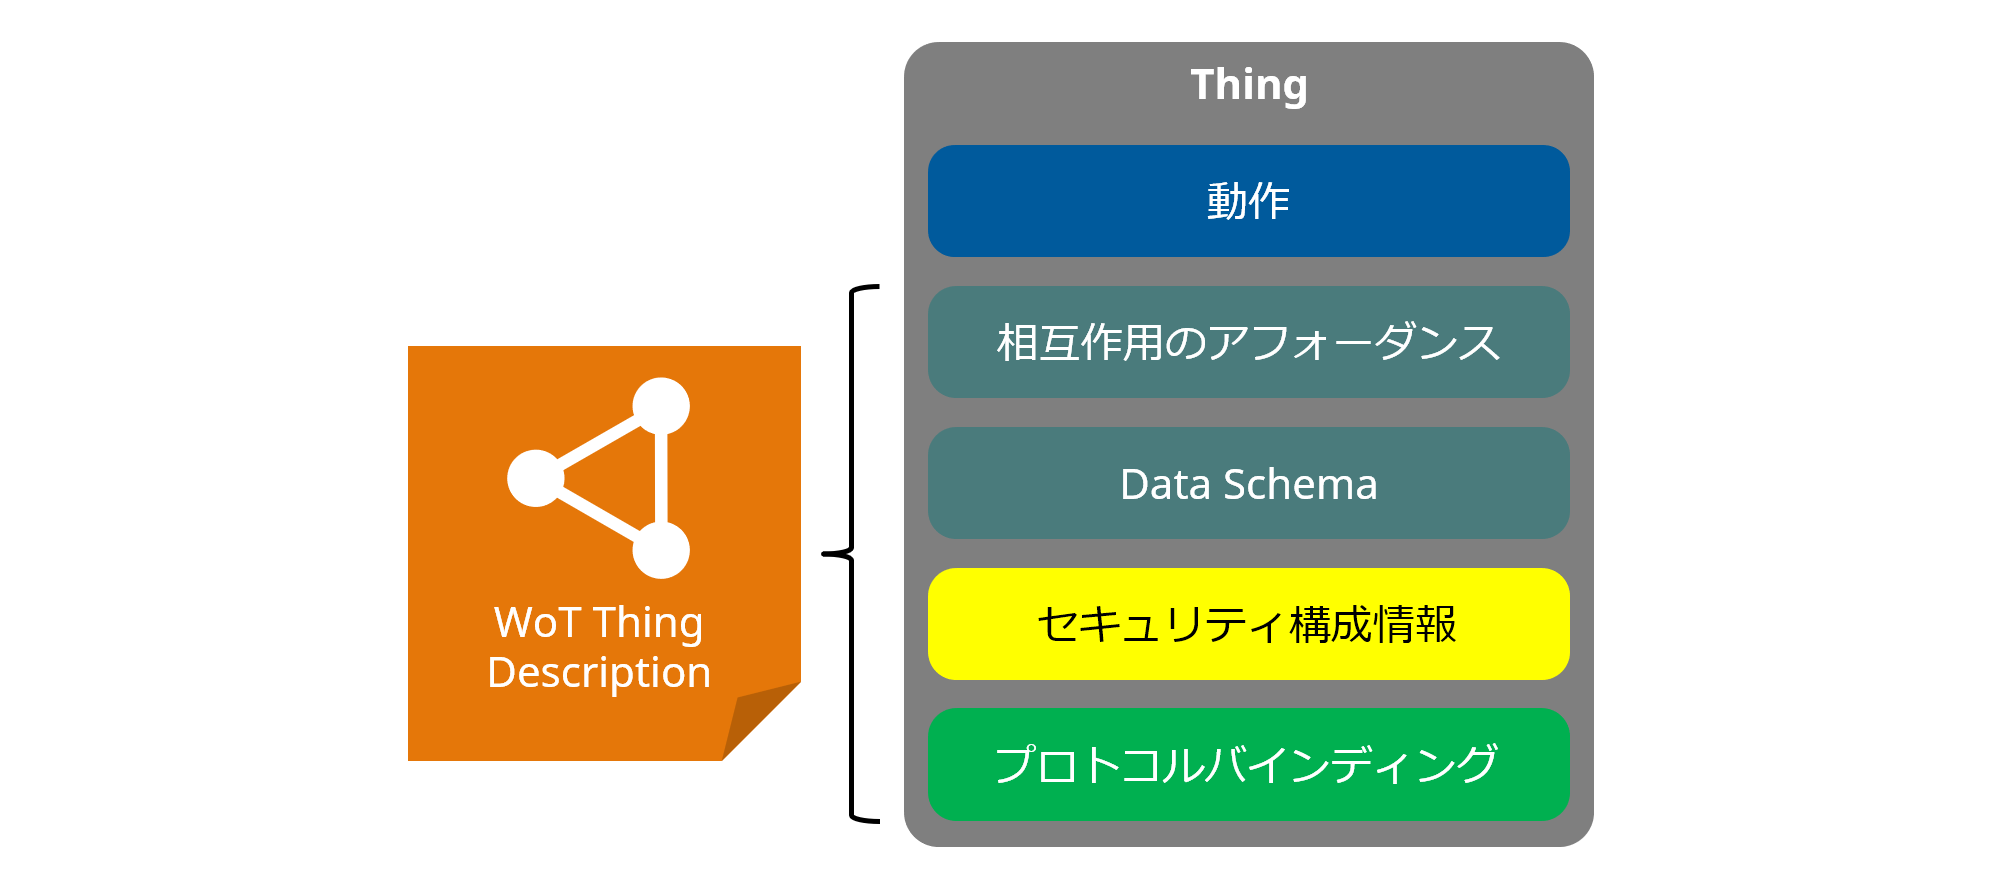 Thing
動作
相互作用のアフォーダンス
Data Schema
セキュリティ構成情報
プロトコルバインディング
WoT Thing
Description